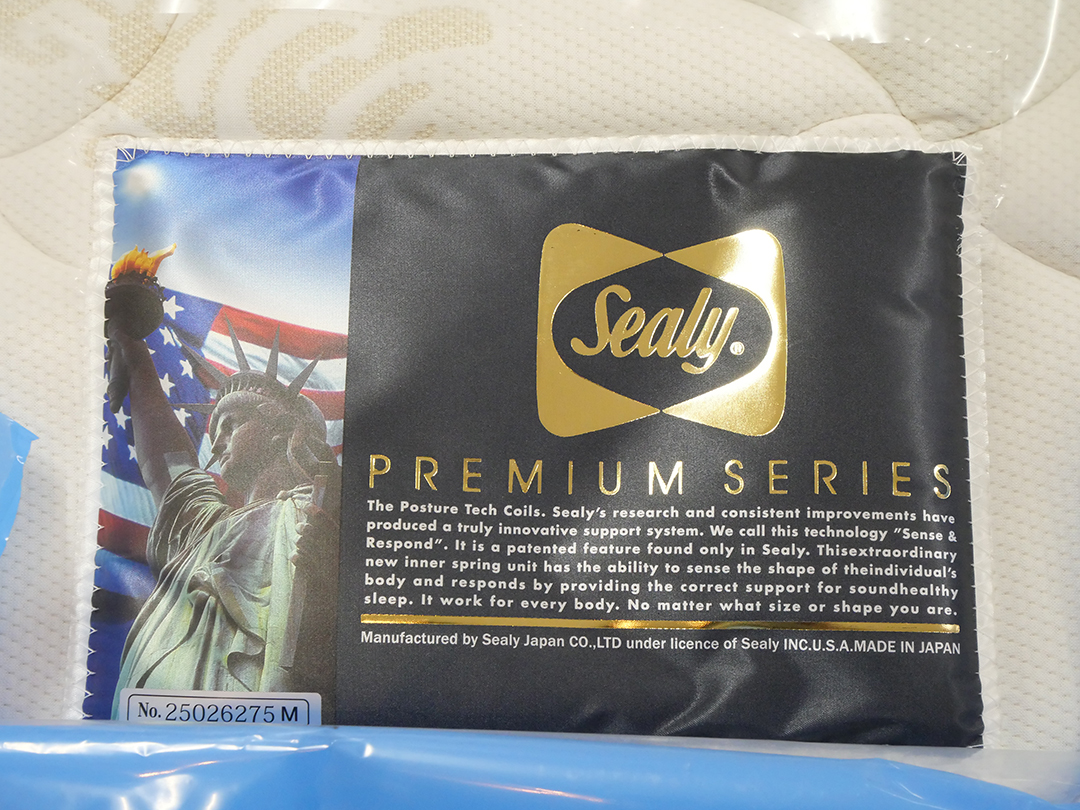 Sealy.®
PREMIUM SERIES
The Posture Tech Coils. Sealy's research and consistent improvements have
produced a truly innovative support system. We call this technology "Sense &
Respond". It is a patented feature found only in Sealy. Thisextraordinary
new inner spring unit has the ability to sense the shape of theindividual's
body and responds by providing the correct support for soundhealthy
sleep. It work for every body. No matter what size or shape you are.
Manufactured by Sealy Japan CO.,LTD under licence of Sealy INC.U.S.A.MADE IN JAPAN
No. 25026275 M